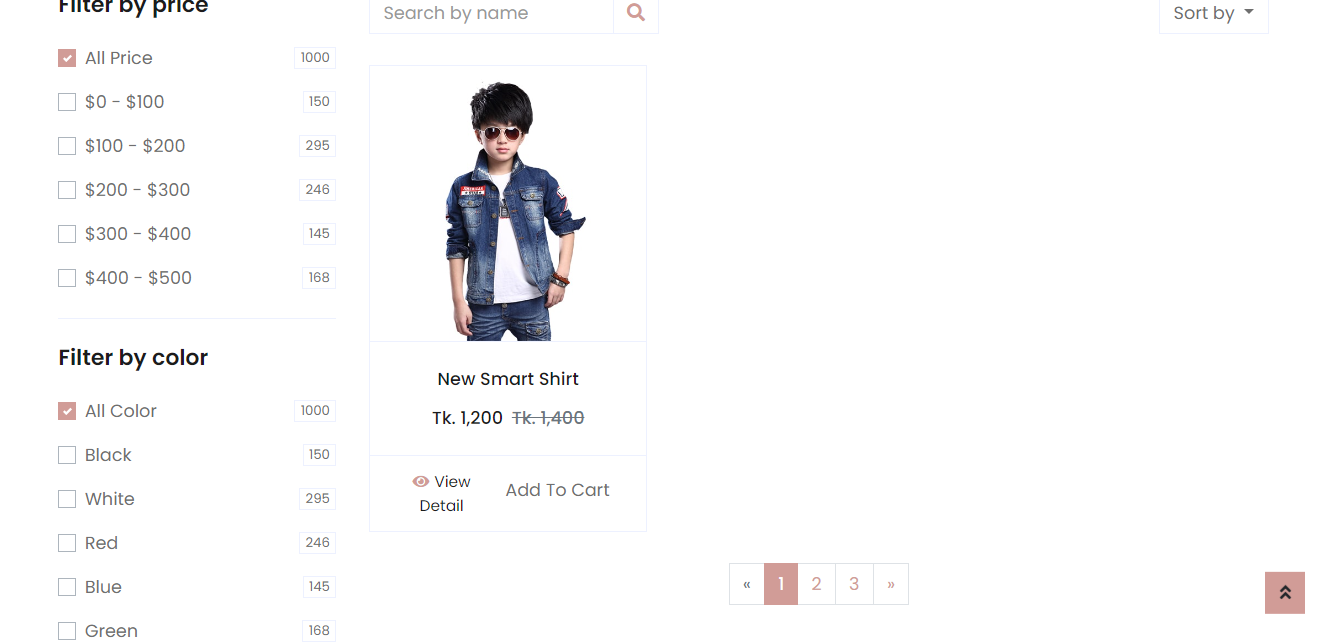 Filter by price
All Price 1000
$0 - $100 150
$100 - $200 295
$200 - $300 246
$300 - $400 145
$400 - $500 168
Filter by color
All Color 1000
Black 150
White 295
Red 246
Blue 145
Green 168
Search by name
Sort by
New Smart Shirt
Tk. 1,200 Tk. 1,400
View
Detail
Add To Cart
« 1 2 3 »